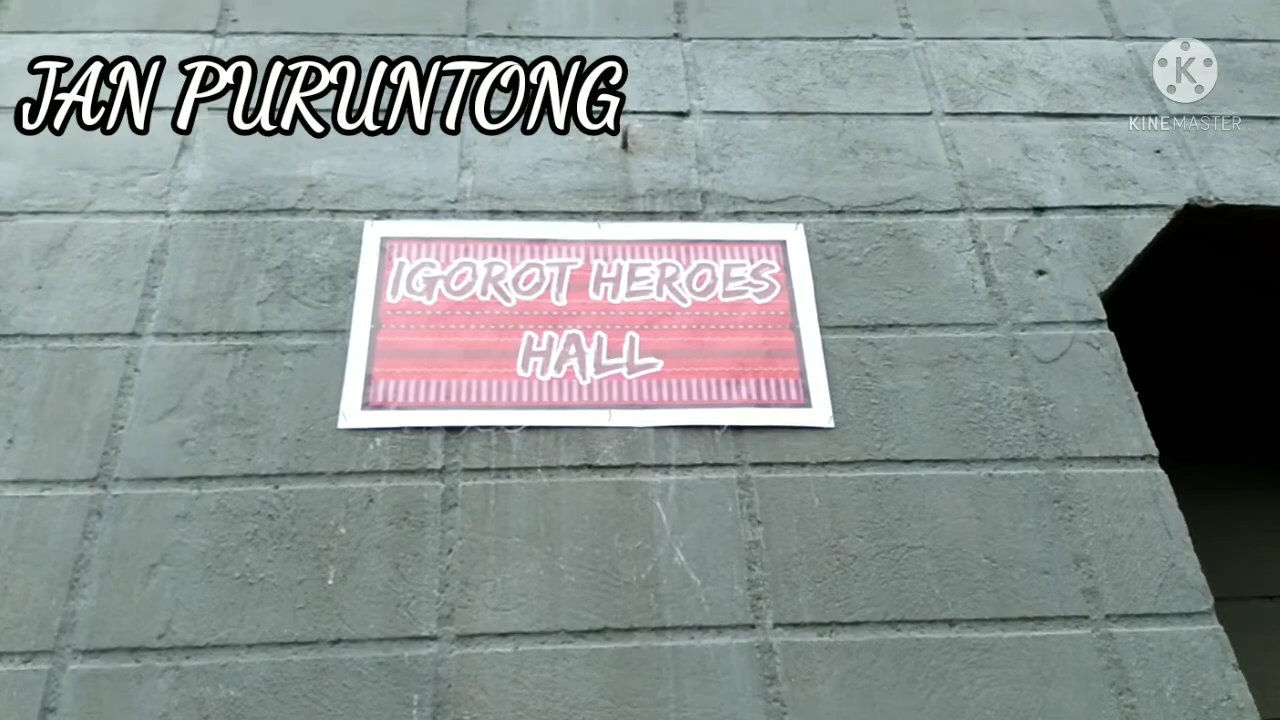 JAN PURUNTONG
K
KINEMASTER
IGOROT HEROES
HALL